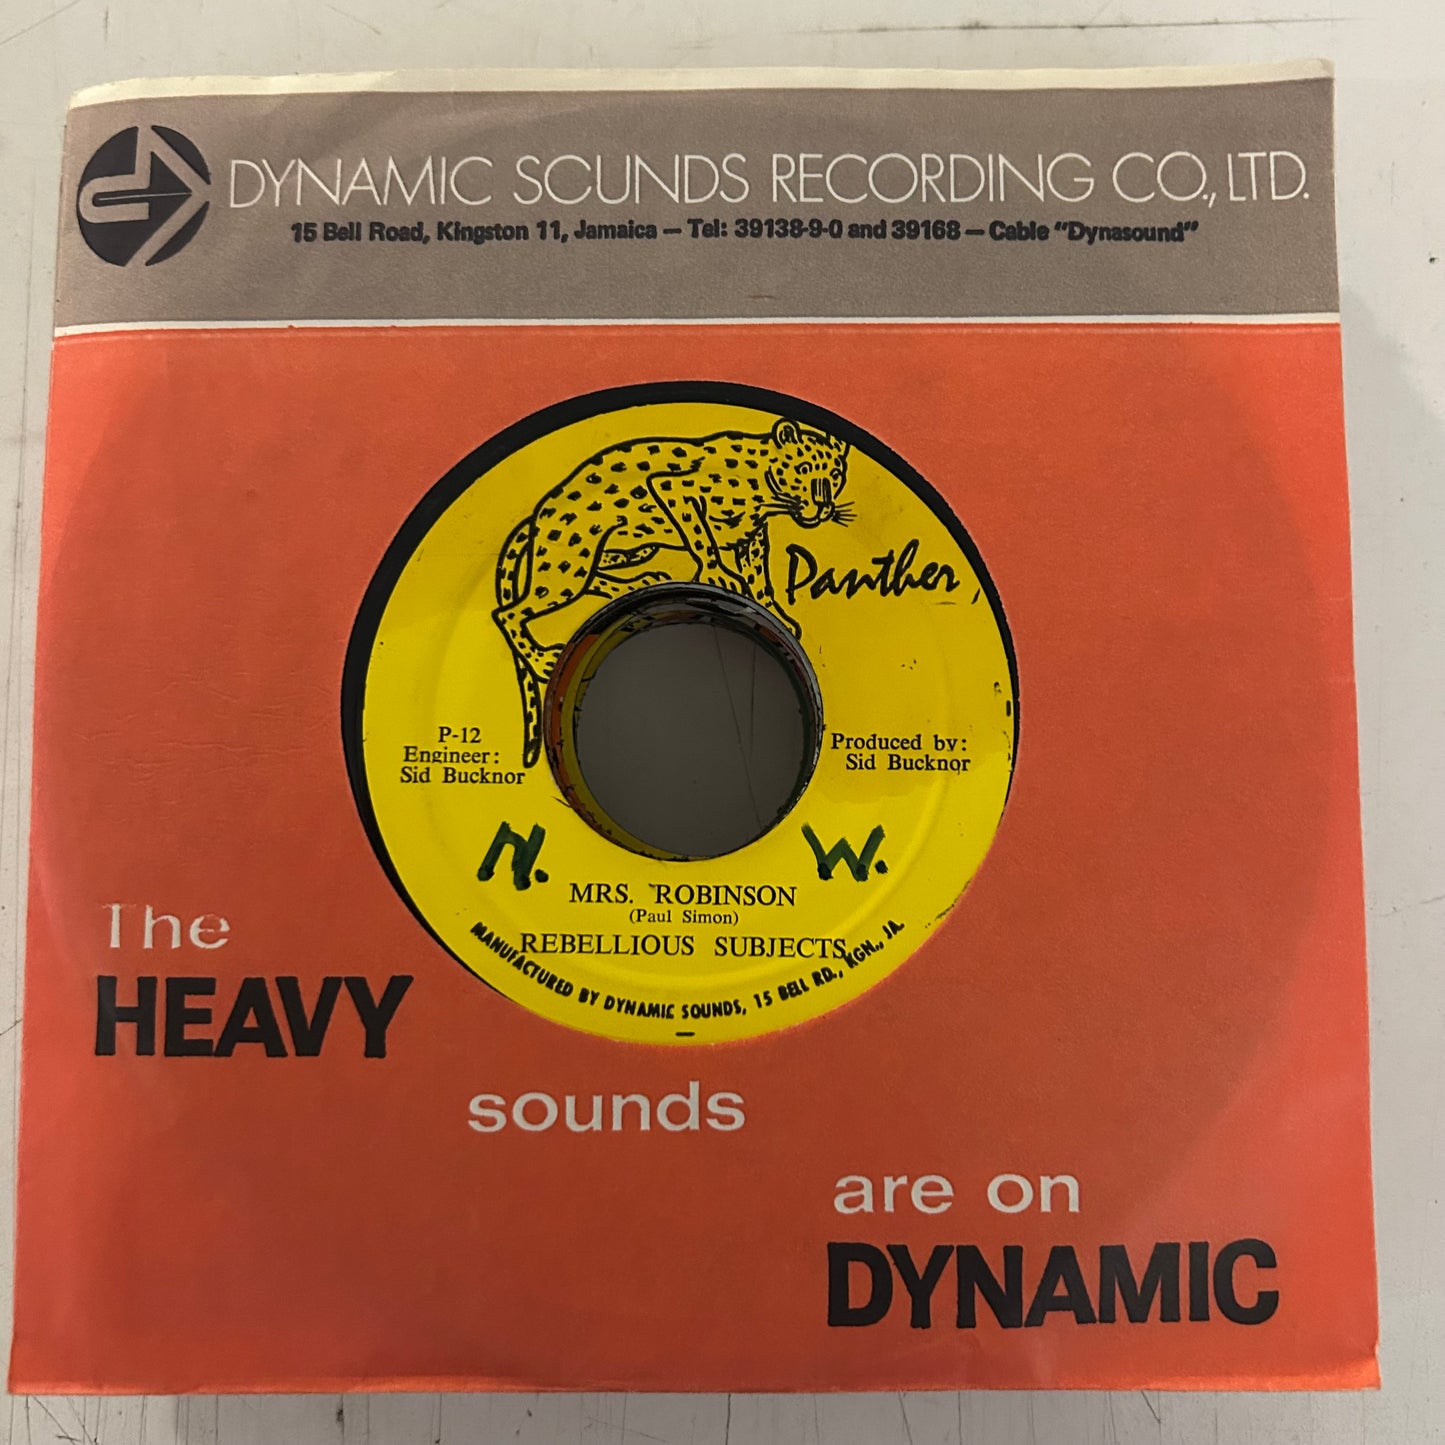 DYNAMIC SOUNDS RECORDING CO., LTD.
15 Bell Road, Kingston 11, Jamaica — Tel: 39138-9-0 and 39168 — Cable "Dynasound"
Panther
P-12
Engineer:
Sid Bucknor
Produced by:
Sid Bucknor
N. W.
MRS. ROBINSON
(Paul Simon)
REBELLIOUS SUBJECTS
MANUFACTURED BY DYNAMIC SOUNDS, 15 BELL RD., KGN., JA.
The
HEAVY
sounds
are on
DYNAMIC